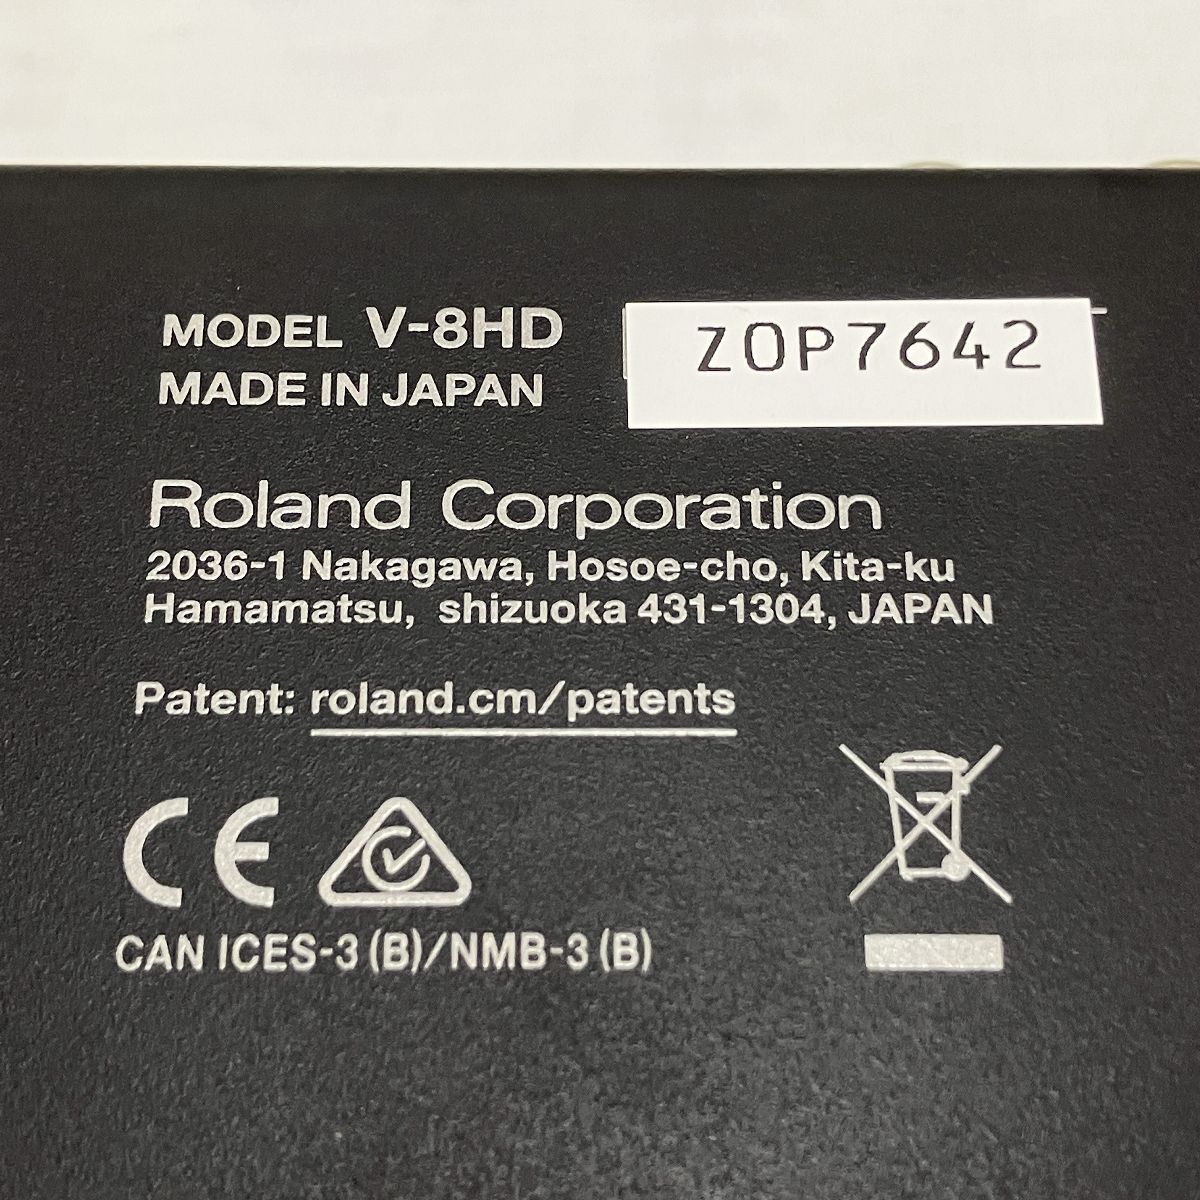 MODEL V-8HD
Z0P7642
MADE IN JAPAN
Roland Corporation
2036-1 Nakagawa, Hosoe-cho, Kita-ku
Hamamatsu, shizuoka 431-1304, JAPAN
Patent: roland.cm/patents
CE
CAN ICES-3 (B)/NMB-3 (B)